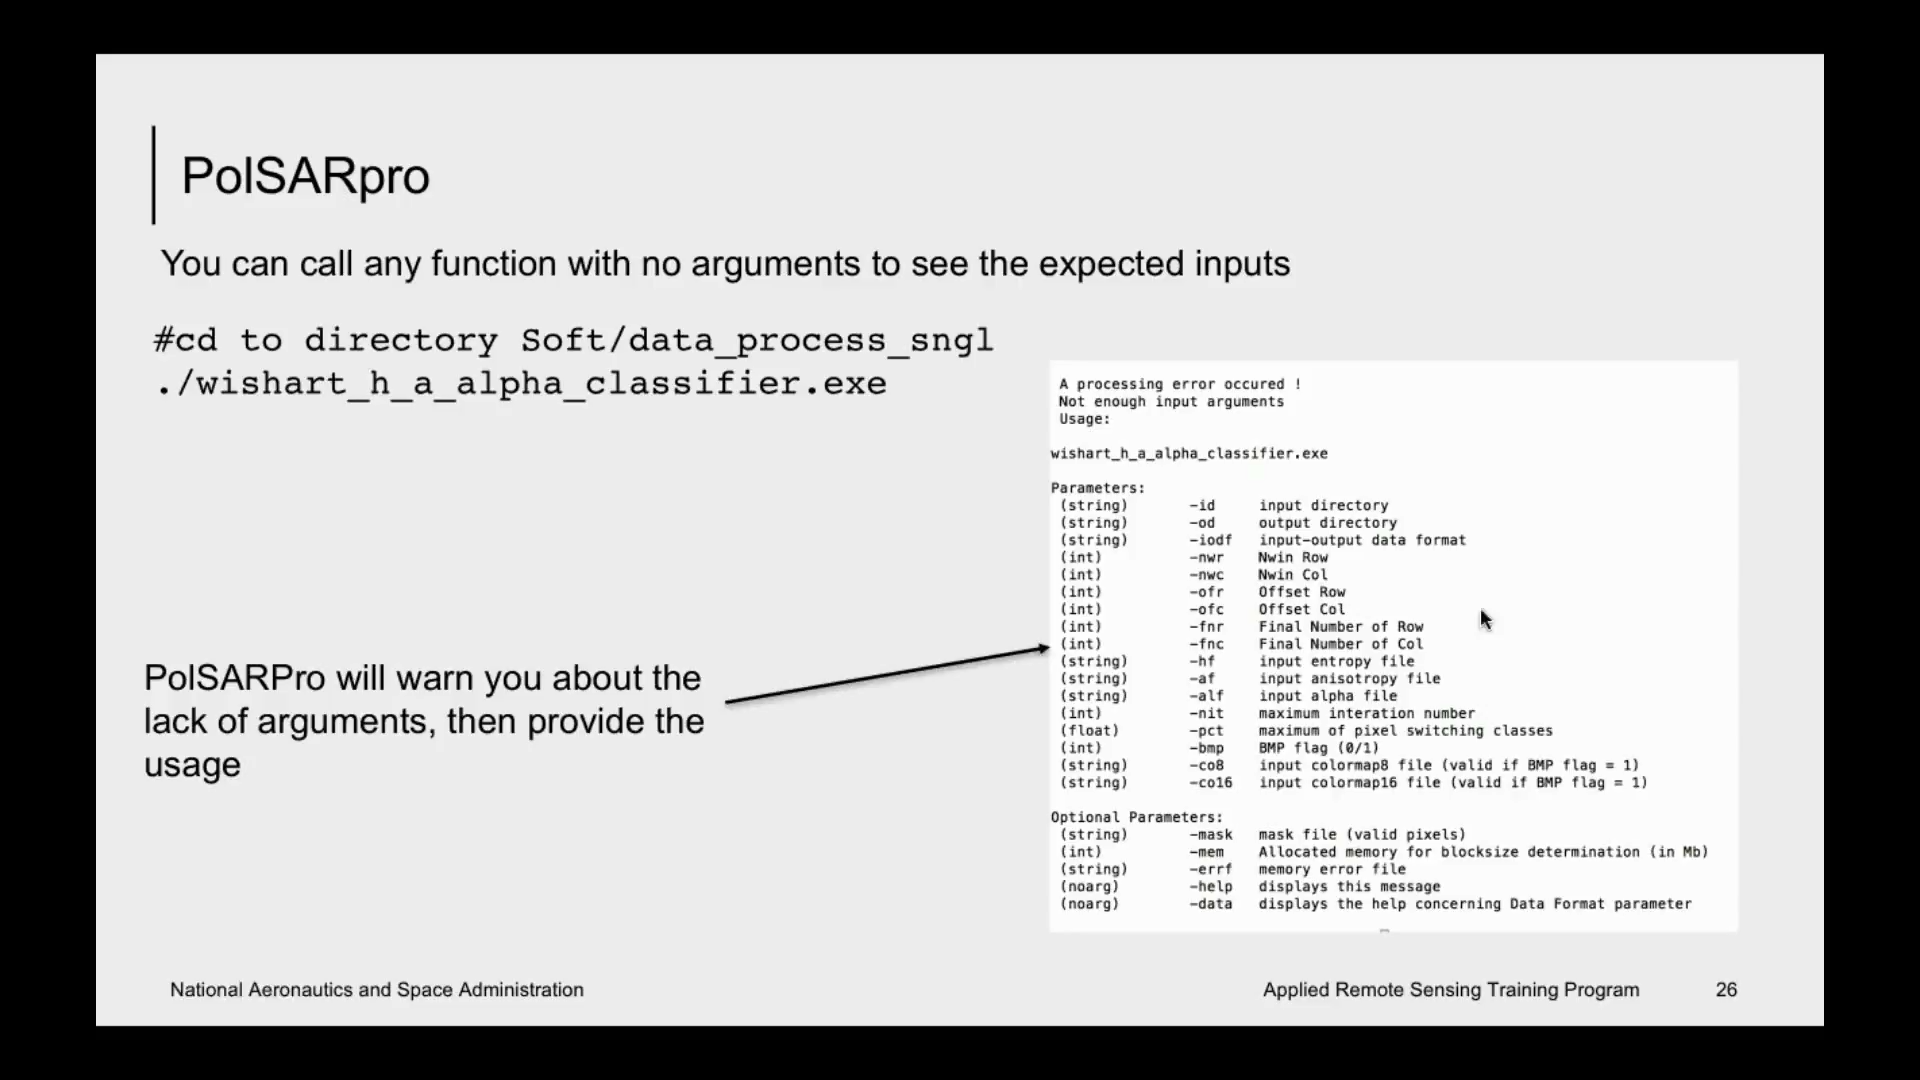 PolSARpro
You can call any function with no arguments to see the expected inputs
#cd to directory Soft/data_process_sngl
./wishart_h_a_alpha_classifier.exe
PolSARPro will warn you about the
lack of arguments, then provide the
usage
A processing error occured !
Not enough input arguments
Usage:
wishart_h_a_alpha_classifier.exe
Parameters:
(string) -id input directory
(string) -od output directory
(string) -iodf input-output data format
(int) -nwr Nwin Row
(int) -nwc Nwin Col
(int) -ofr Offset Row
(int) -ofc Offset Col
(int) -fnr Final Number of Row
(int) -fnc Final Number of Col
(string) -hf input entropy file
(string) -af input anisotropy file
(string) -alf input alpha file
(int) -nit maximum interation number
(float) -pct maximum of pixel switching classes
(int) -bmp BMP flag (0/1)
(string) -co8 input colormap8 file (valid if BMP flag = 1)
(string) -co16 input colormap16 file (valid if BMP flag = 1)
Optional Parameters:
(string) -mask mask file (valid pixels)
(int) -mem Allocated memory for blocksize determination (in Mb)
(string) -errf memory error file
(noarg) -help displays this message
(noarg) -data displays the help concerning Data Format parameter
National Aeronautics and Space Administration
Applied Remote Sensing Training Program
26